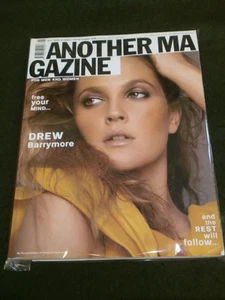 ANOTHER MA
GAZINE
FOR MEN AND WOMEN
free
your
MIND...
DREW
Barrymore
and
the
REST
will
follow...